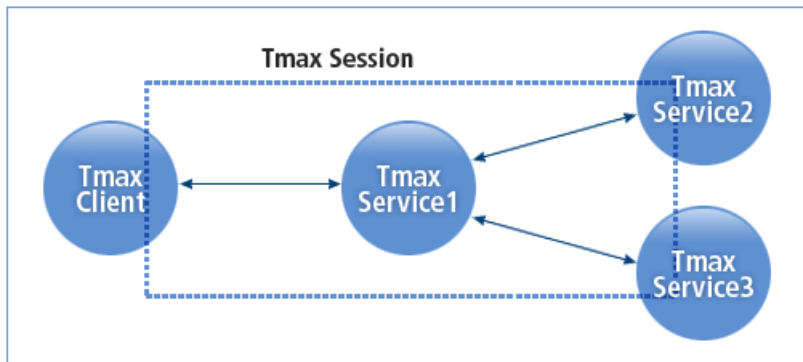 Tmax Session
Tmax
Client
Tmax
Service1
Tmax
Service2
Tmax
Service3